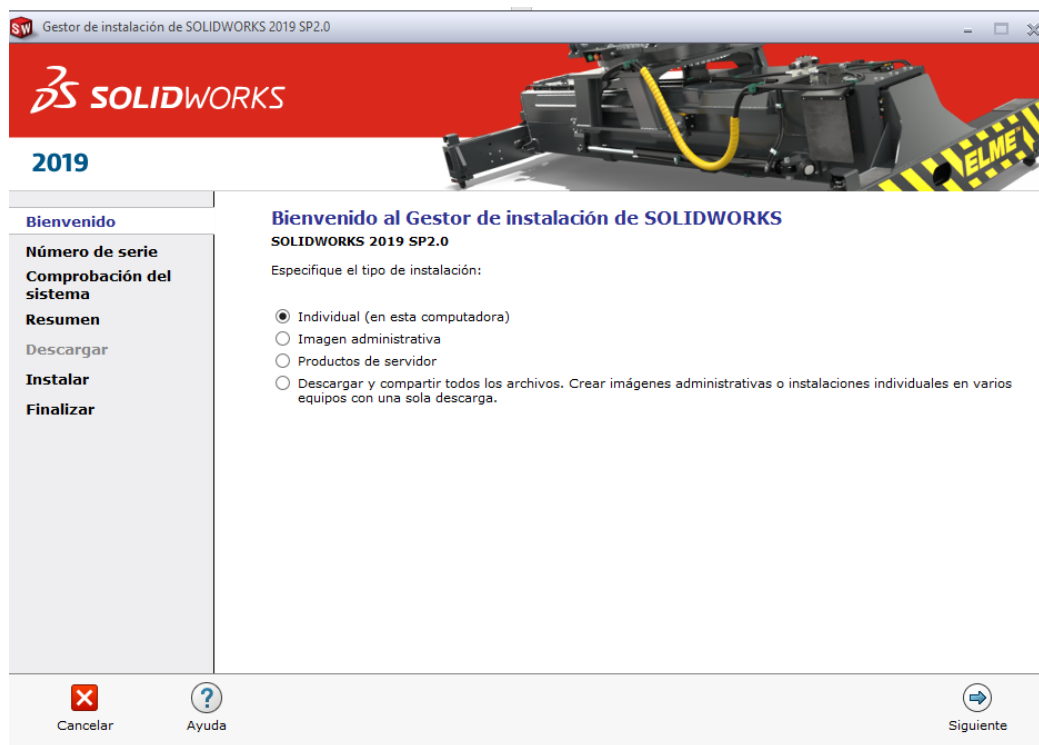 SW Gestor de instalación de SOLIDWORKS 2019 SP2.0
3S SOLIDWORKS
ELME™
2019
Bienvenido
Número de serie
Comprobación del
sistema
Resumen
Descargar
Instalar
Finalizar
Bienvenido al Gestor de instalación de SOLIDWORKS
SOLIDWORKS 2019 SP2.0
Especifique el tipo de instalación:
Individual (en esta computadora)
Imagen administrativa
Productos de servidor
Descargar y compartir todos los archivos. Crear imágenes administrativas o instalaciones individuales en varios
equipos con una sola descarga.
Cancelar
Ayuda
Siguiente